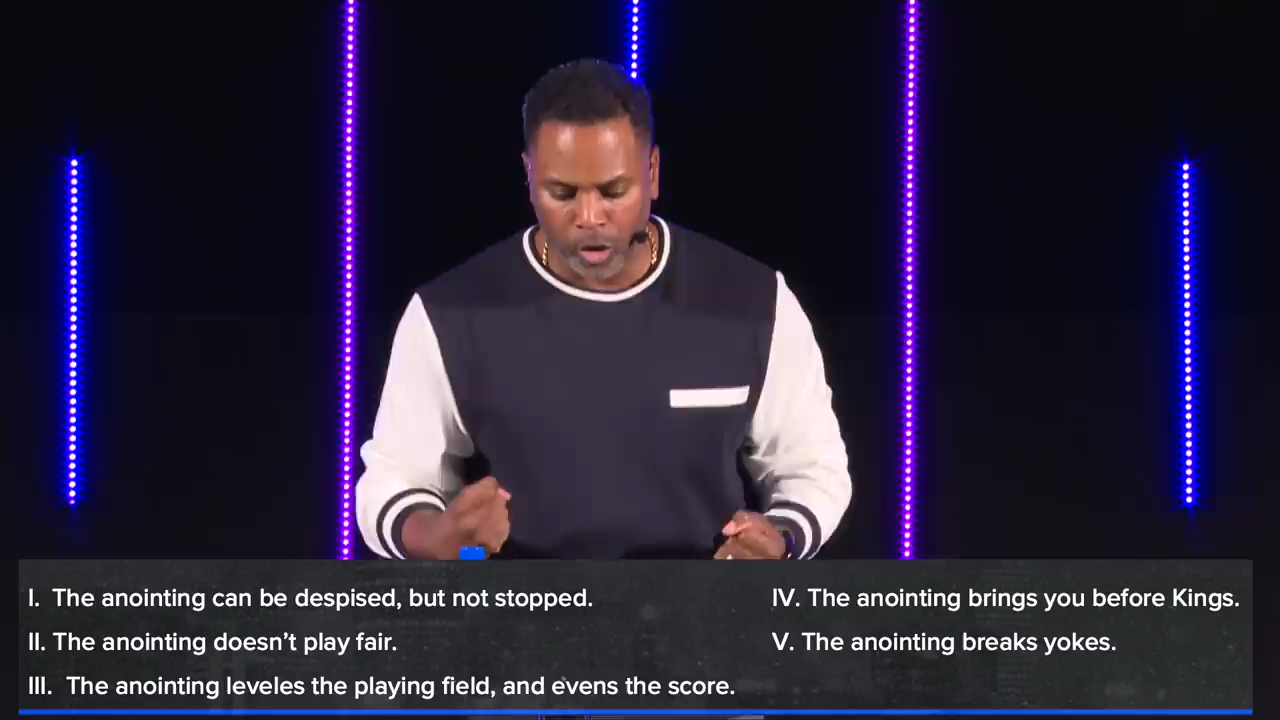 I.  The anointing can be despised, but not stopped.
II. The anointing doesn’t play fair.
III.  The anointing leveles the playing field, and evens the score.
IV. The anointing brings you before Kings.
V. The anointing breaks yokes.